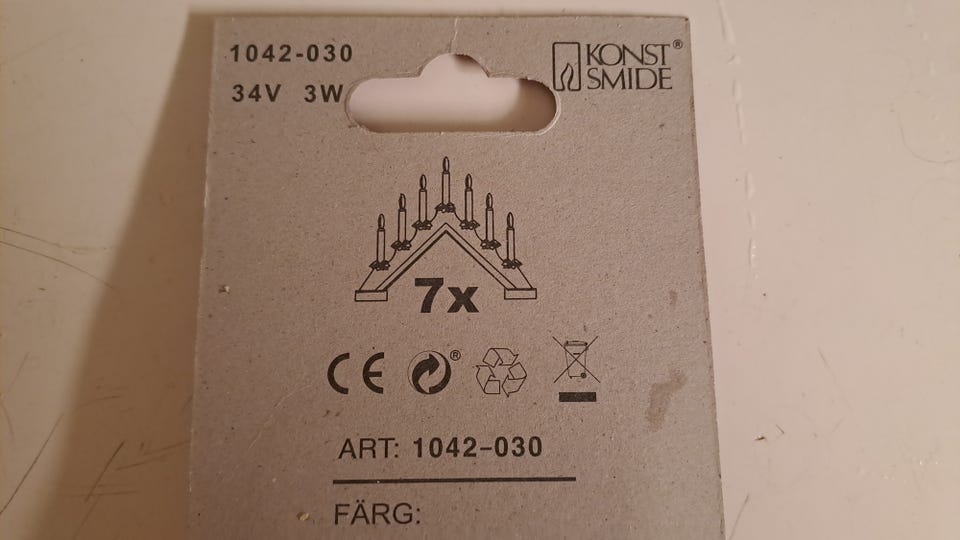 1042-030
34V 3W
KONST®
SMIDE
7x
CE ®
ART: 1042-030
FÄRG: